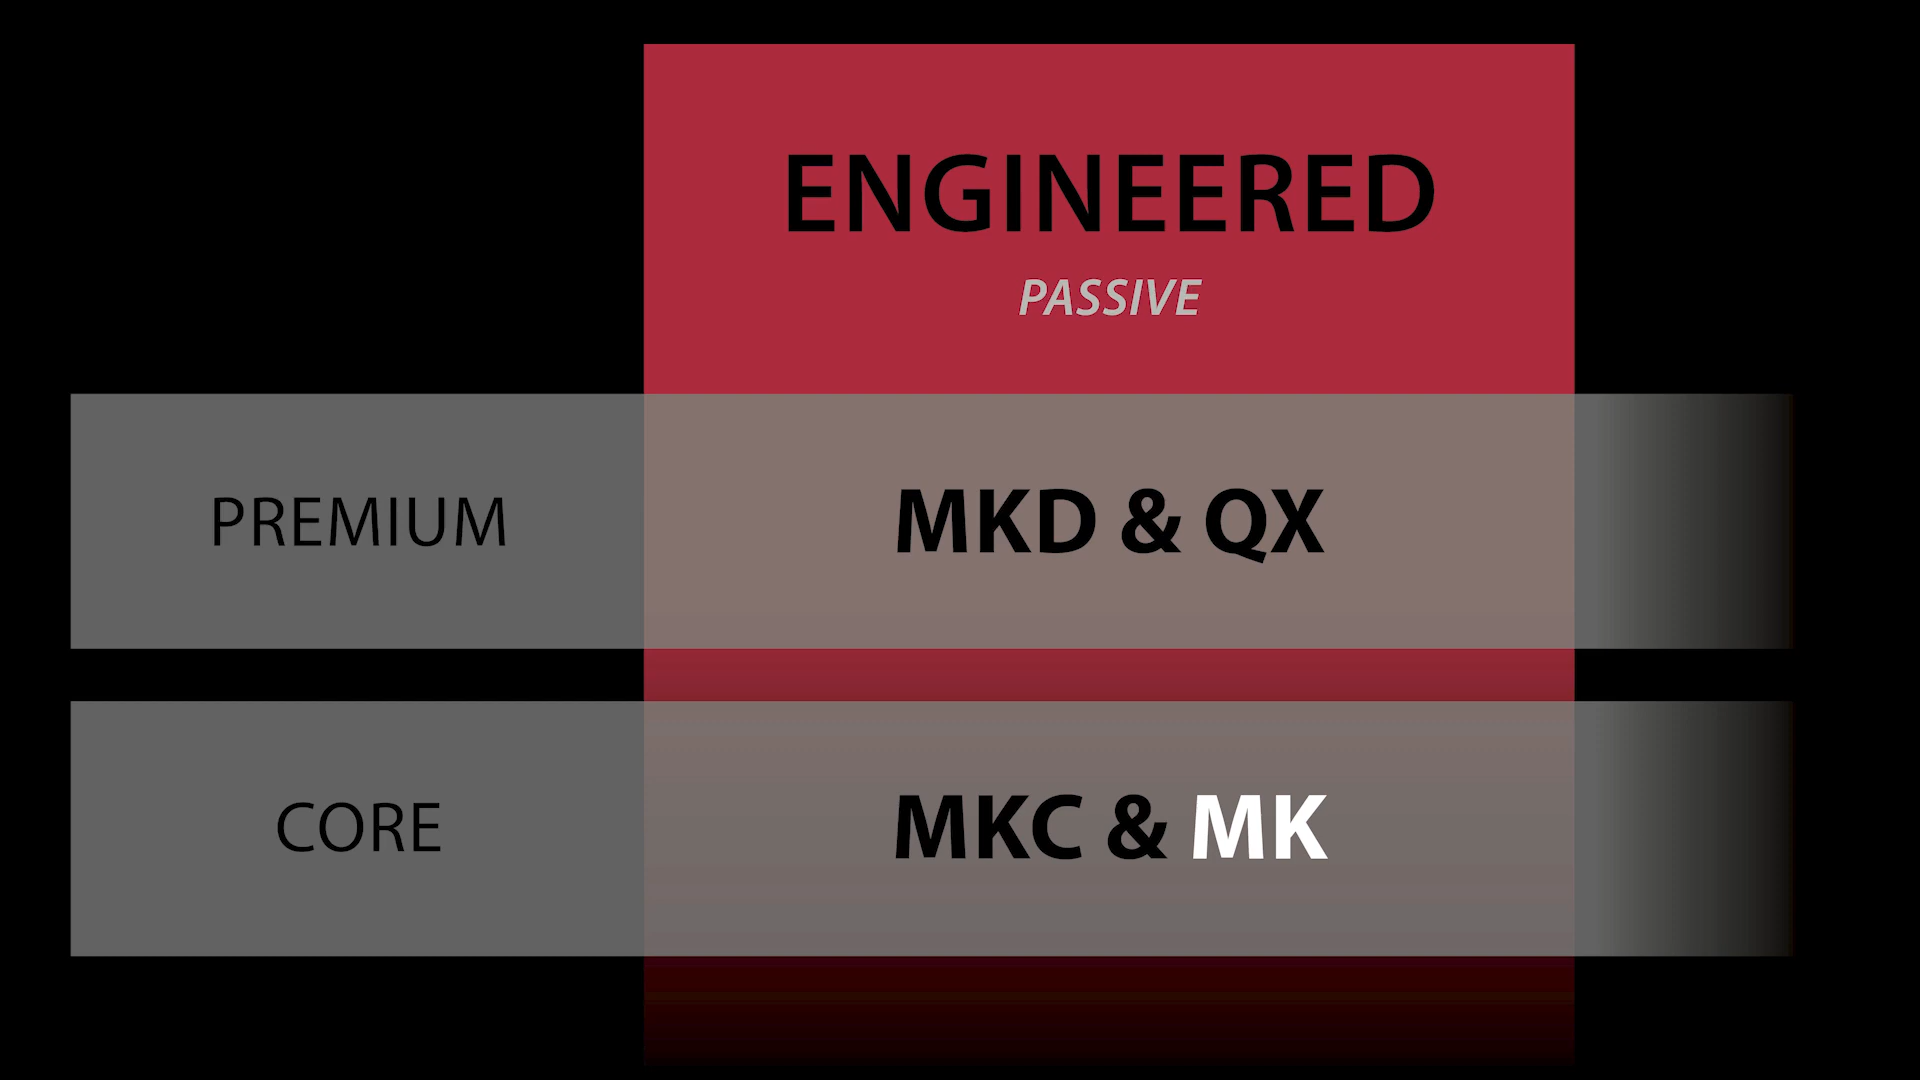 ENGINEERED
PASSIVE
PREMIUM
MKD & QX
CORE
MKC & MK